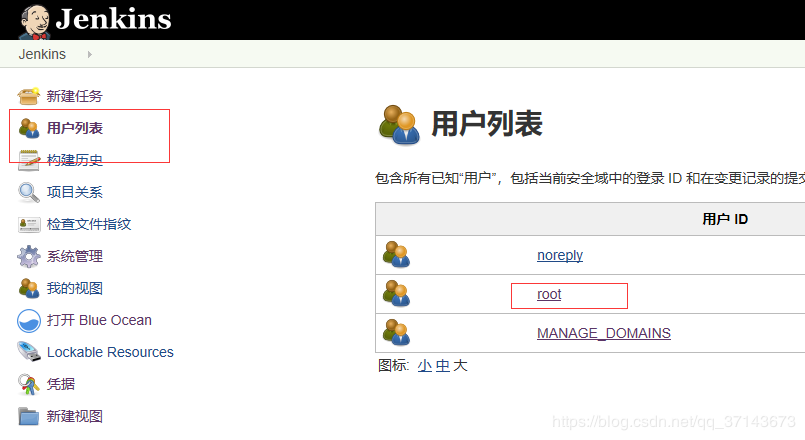 Jenkins
Jenkins
新建任务
用户列表
构建历史
项目关系
检查文件指纹
系统管理
我的视图
打开 Blue Ocean
Lockable Resources
凭据
新建视图
用户列表
包含所有已知“用户”，包括当前安全域中的登录 ID 和在变更记录的提交
用户 ID
noreply
root
MANAGE_DOMAINS
图标: 小 中 大
https://blog.csdn.net/qq_37143673